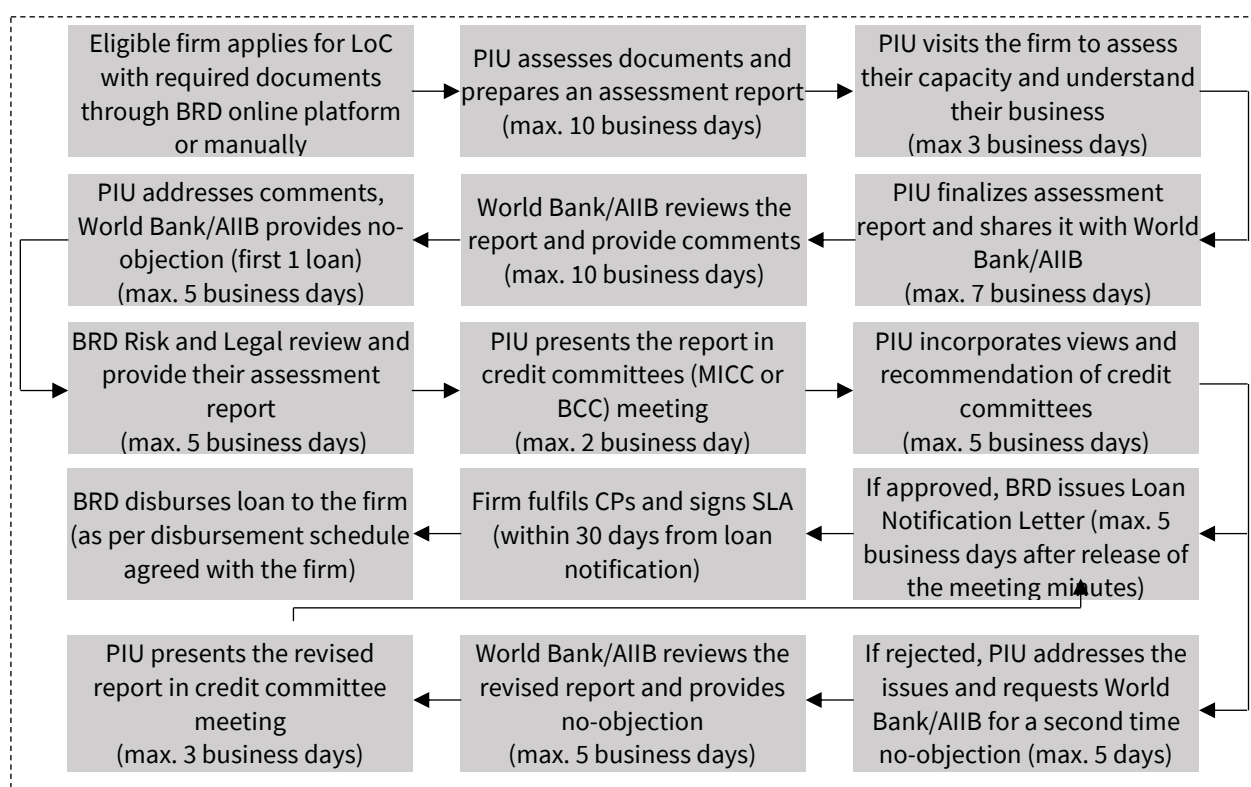 Eligible firm applies for LoC
with required documents
through BRD online platform
or manually
PIU assesses documents and
prepares an assessment report
(max. 10 business days)
PIU visits the firm to assess
their capacity and understand
their business
(max 3 business days)
PIU addresses comments,
World Bank/AIIB provides no-
objection (first 1 loan)
(max. 5 business days)
World Bank/AIIB reviews the
report and provide comments
(max. 10 business days)
PIU finalizes assessment
report and shares it with World
Bank/AIIB
(max. 7 business days)
BRD Risk and Legal review and
provide their assessment
report
(max. 5 business days)
PIU presents the report in
credit committees (MICC or
BCC) meeting
(max. 2 business day)
PIU incorporates views and
recommendation of credit
committees
(max. 5 business days)
BRD disburses loan to the firm
(as per disbursement schedule
agreed with the firm)
Firm fulfils CPs and signs SLA
(within 30 days from loan
notification)
If approved, BRD issues Loan
Notification Letter (max. 5
business days after release of
the meeting minutes)
PIU presents the revised
report in credit committee
meeting
(max. 3 business days)
World Bank/AIIB reviews the
revised report and provides
no-objection
(max. 5 business days)
If rejected, PIU addresses the
issues and requests World
Bank/AIIB for a second time
no-objection (max. 5 days)